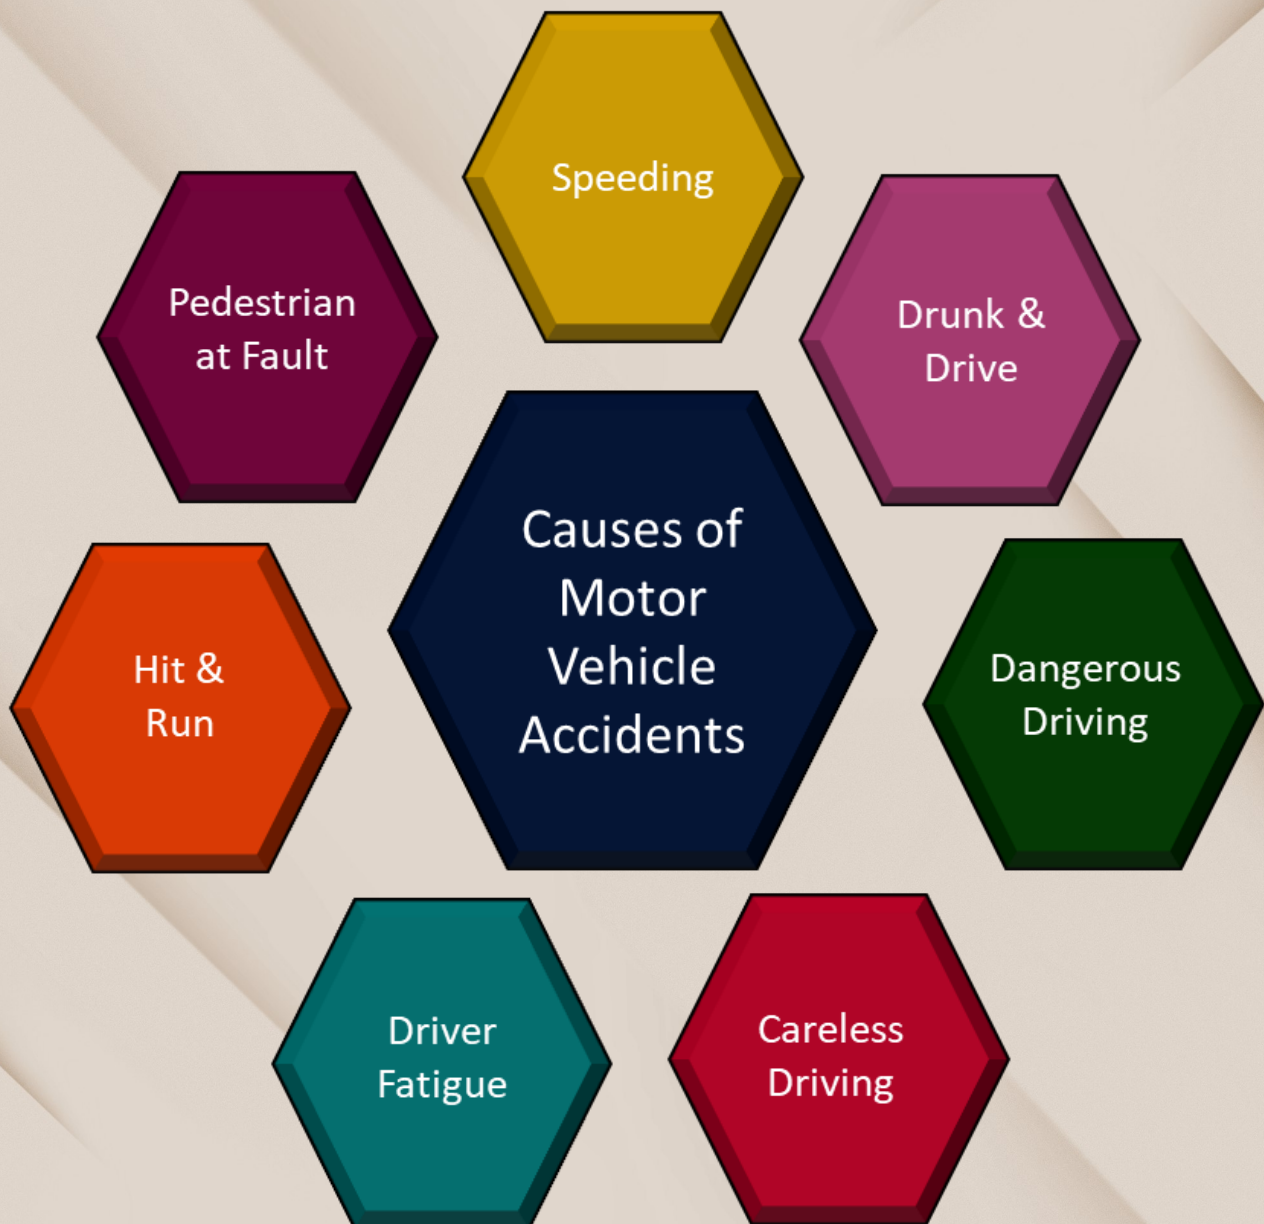 Speeding
Pedestrian
at Fault
Drunk &
Drive
Causes of
Motor
Vehicle
Accidents
Hit &
Run
Dangerous
Driving
Driver
Fatigue
Careless
Driving